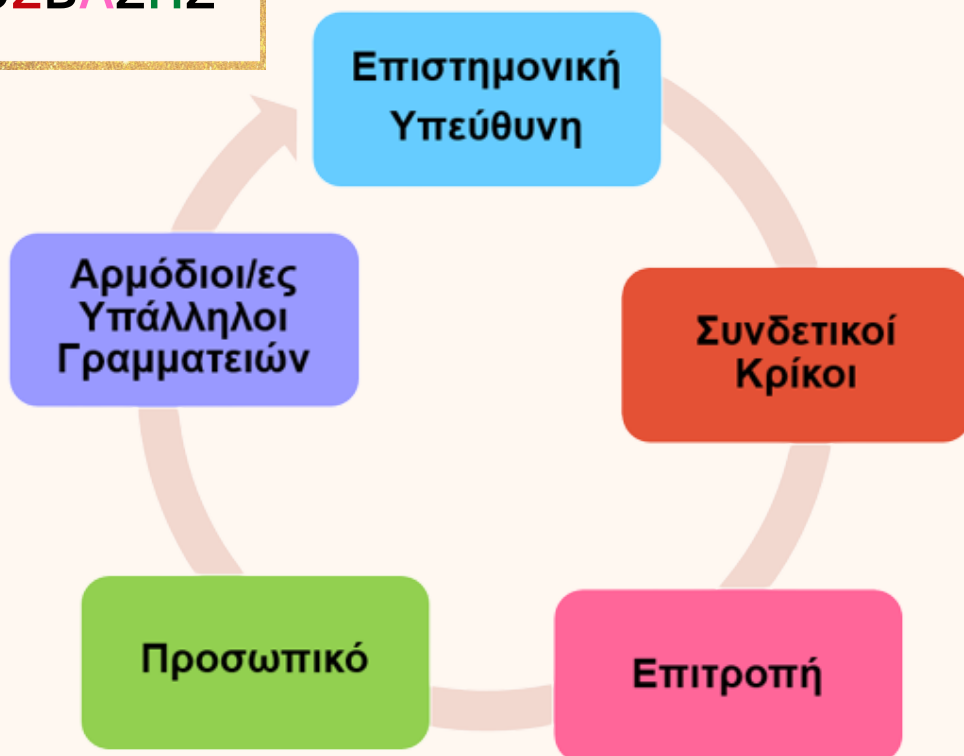 Επιστημονική
Υπεύθυνη
Συνδετικοί
Κρίκοι
Επιτροπή
Προσωπικό
Αρμόδιοι/ες
Υπάλληλοι
Γραμματειών